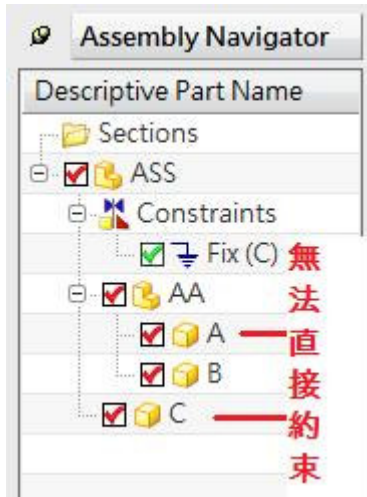 Assembly Navigator
Descriptive Part Name
Sections
ASS
Constraints
Fix (C)
AA
A
B
C
無法直接約束